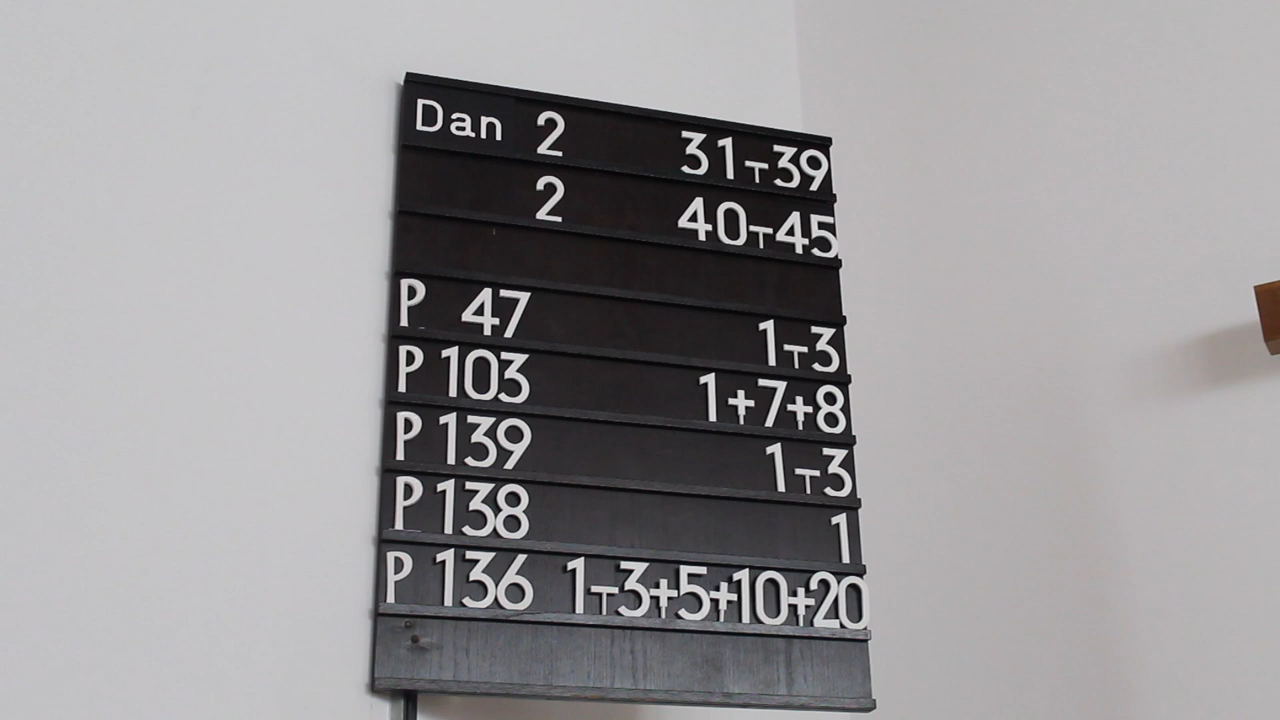 Dan 2 31-39
2 40-45
P 47 1-3
P 103 1+7+8
P 139 1-3
P 138 1
P 136 1-3+5+10+20